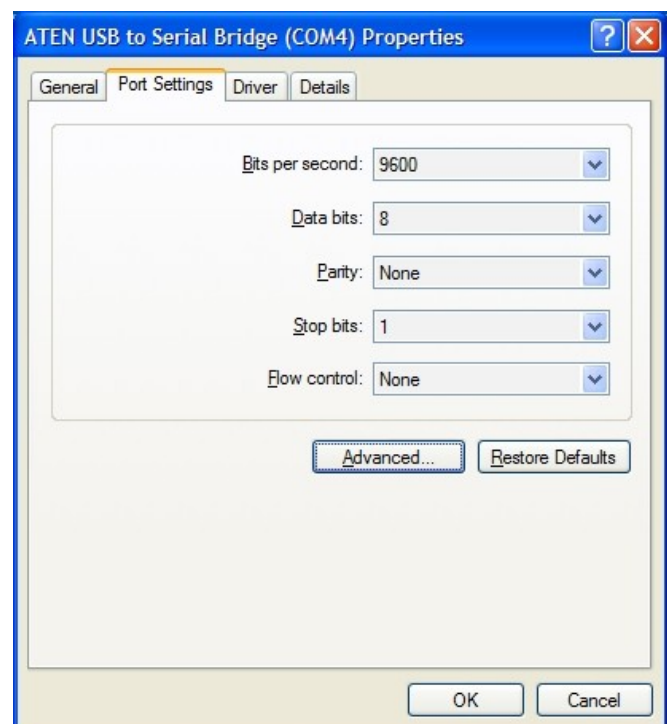 ATEN USB to Serial Bridge (COM4) Properties
General Port Settings Driver Details
Bits per second: 9600
Data bits: 8
Parity: None
Stop bits: 1
Flow control: None
Advanced... Restore Defaults
OK Cancel